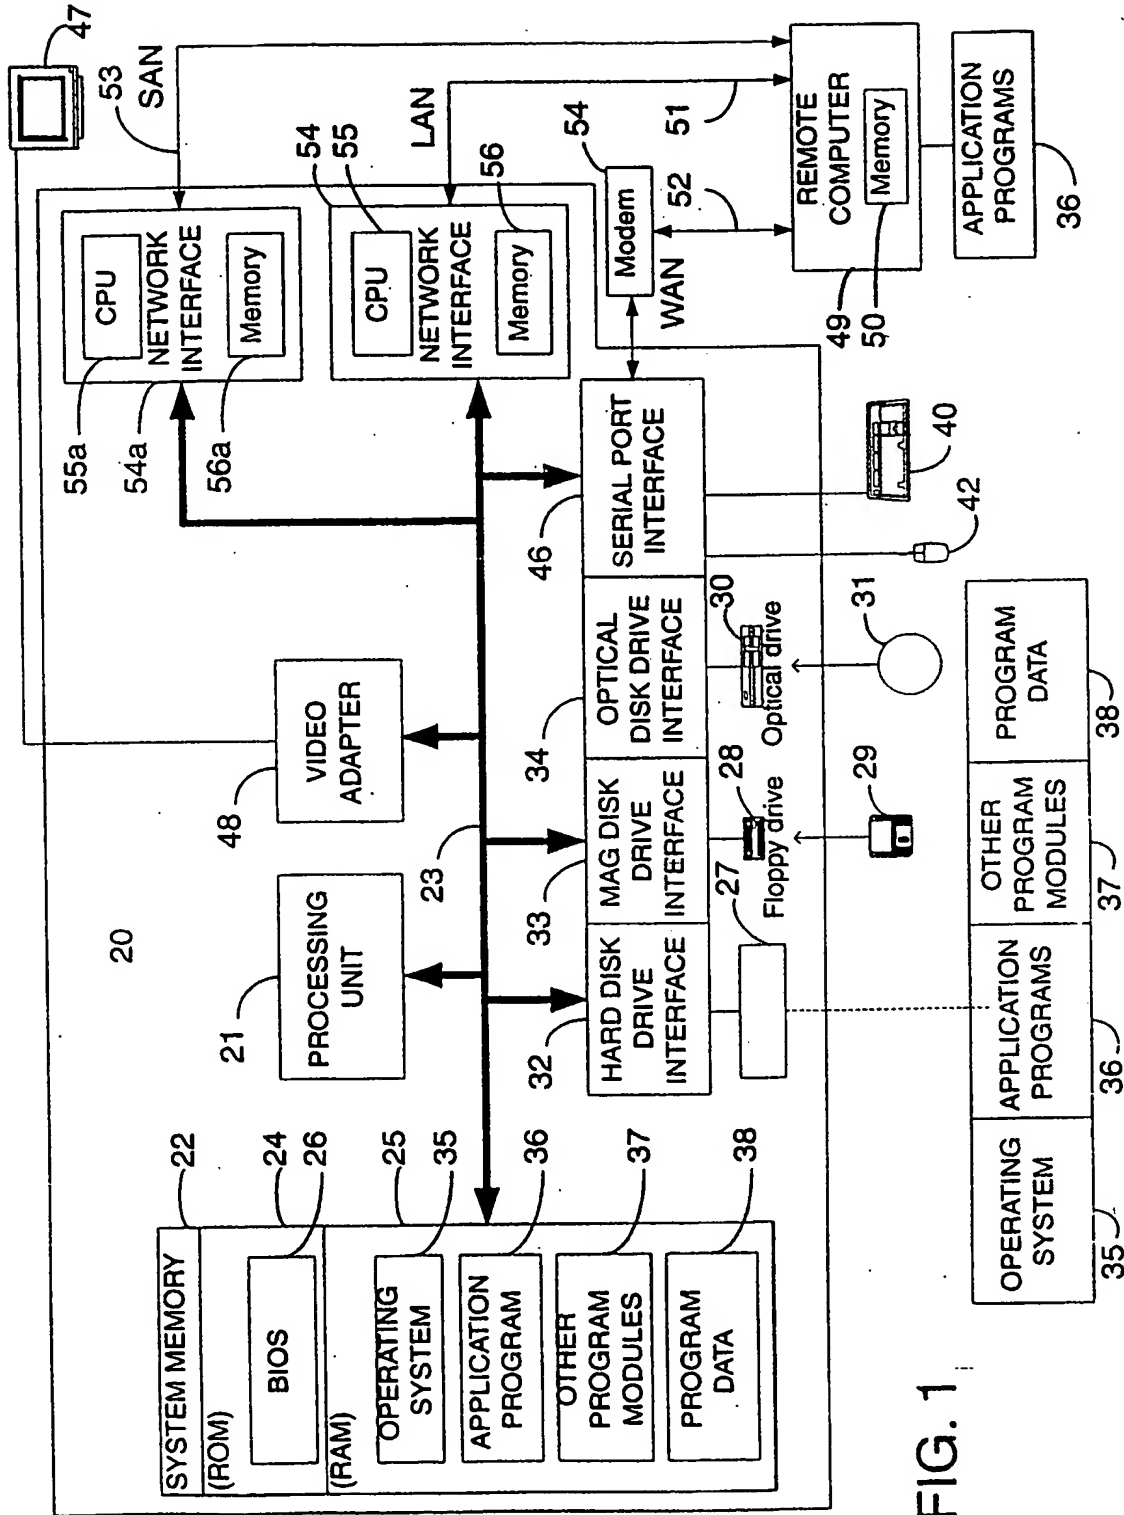 20
SYSTEM MEMORY
22
(ROM)
24
BIOS
26
(RAM)
25
OPERATING
SYSTEM
35
APPLICATION
PROGRAM
36
OTHER
PROGRAM
MODULES
37
PROGRAM
DATA
38
21
PROCESSING
UNIT
48
VIDEO
ADAPTER
23
47
53
SAN
55a
CPU
54a
NETWORK
INTERFACE
56a
Memory
54
55
CPU
NETWORK
INTERFACE
56
Memory
LAN
32
HARD DISK
DRIVE
INTERFACE
33
MAG DISK
DRIVE
INTERFACE
34
OPTICAL
DISK DRIVE
INTERFACE
46
SERIAL PORT
INTERFACE
54
Modem
WAN
52
51
27
28
Floppy drive
30
Optical drive
29
31
42
40
REMOTE
COMPUTER
49
Memory
50
APPLICATION
PROGRAMS
36
OPERATING
SYSTEM
35
APPLICATION
PROGRAMS
36
OTHER
PROGRAM
MODULES
37
PROGRAM
DATA
38
FIG. 1